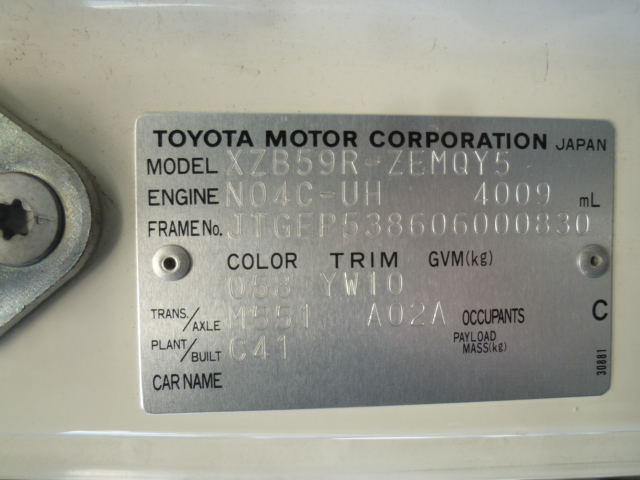 TOYOTA MOTOR CORPORATION JAPAN
MODEL XZB59R-ZEMQY5
ENGINE N04C-UH 4009 mL
FRAME No. JTGEP538606000830
COLOR TRIM GVM(kg)
058 YW10
TRANS./AXLE M551 A02A OCCUPANTS C
PLANT/BUILT C41 PAYLOAD MASS(kg)
CAR NAME
30881